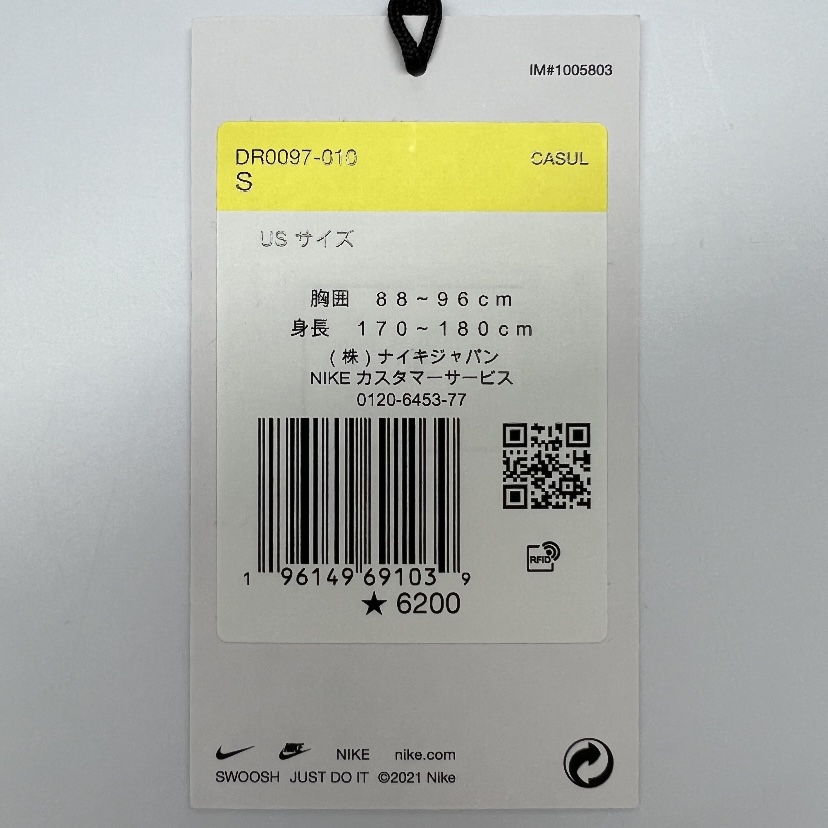 IM#1005803
DR0097-010 CASUL
S
US サイズ
胸囲 88~96cm
身長 170~180cm
(株)ナイキジャパン
NIKE カスタマーサービス
0120-6453-77
1 96149 69103 9
★ 6200
RFID
NIKE NIKE nike.com
SWOOSH JUST DO IT ©2021 Nike